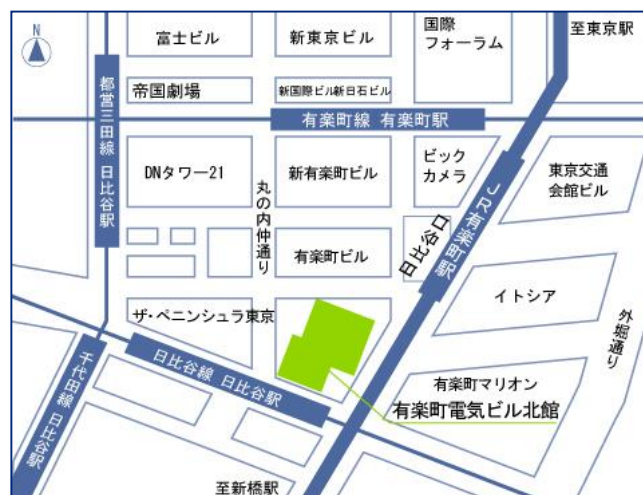 N
富士ビル
新東京ビル
国際
フォーラム
至東京駅
帝国劇場
新国際ビル
新日石ビル
有楽町線 有楽町駅
都営三田線 日比谷駅
DNタワー21
丸の内仲通り
新有楽町ビル
ビック
カメラ
JR有楽町駅
東京交通
会館ビル
日比谷口
有楽町ビル
イトシア
外堀通り
ザ・ペニンシュラ東京
日比谷線 日比谷駅
千代田線 日比谷駅
有楽町マリオン
有楽町電気ビル北館
至新橋駅